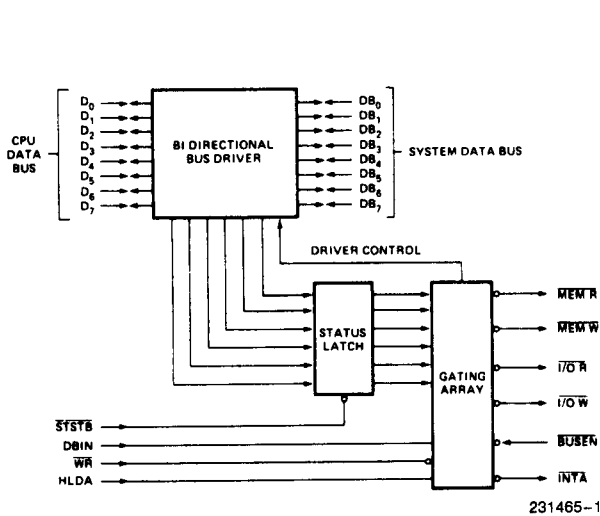 CPU
DATA
BUS
D0
D1
D2
D3
D4
D5
D6
D7
BI DIRECTIONAL
BUS DRIVER
DB0
DB1
DB2
DB3
DB4
DB5
DB6
DB7
SYSTEM DATA BUS
DRIVER CONTROL
STATUS
LATCH
GATING
ARRAY
MEM R
MEM W
I/O R
I/O W
BUSEN
INTA
STSTB
DBIN
WR
HLDA
231465-1